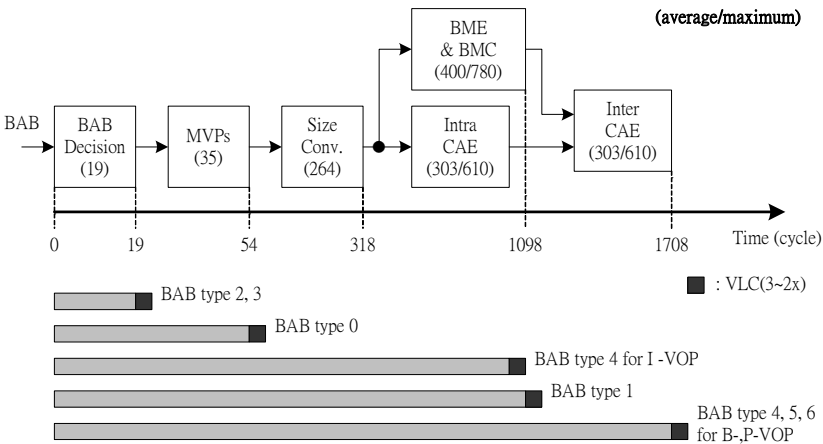 (average/maximum)
BME
& BMC
(400/780)
BAB
BAB
Decision
(19)
MVPs
(35)
Size
Conv.
(264)
Intra
CAE
(303/610)
Inter
CAE
(303/610)
0
19
54
318
1098
1708
Time (cycle)
: VLC(3~2x)
BAB type 2, 3
BAB type 0
BAB type 4 for I -VOP
BAB type 1
BAB type 4, 5, 6
for B-,P-VOP